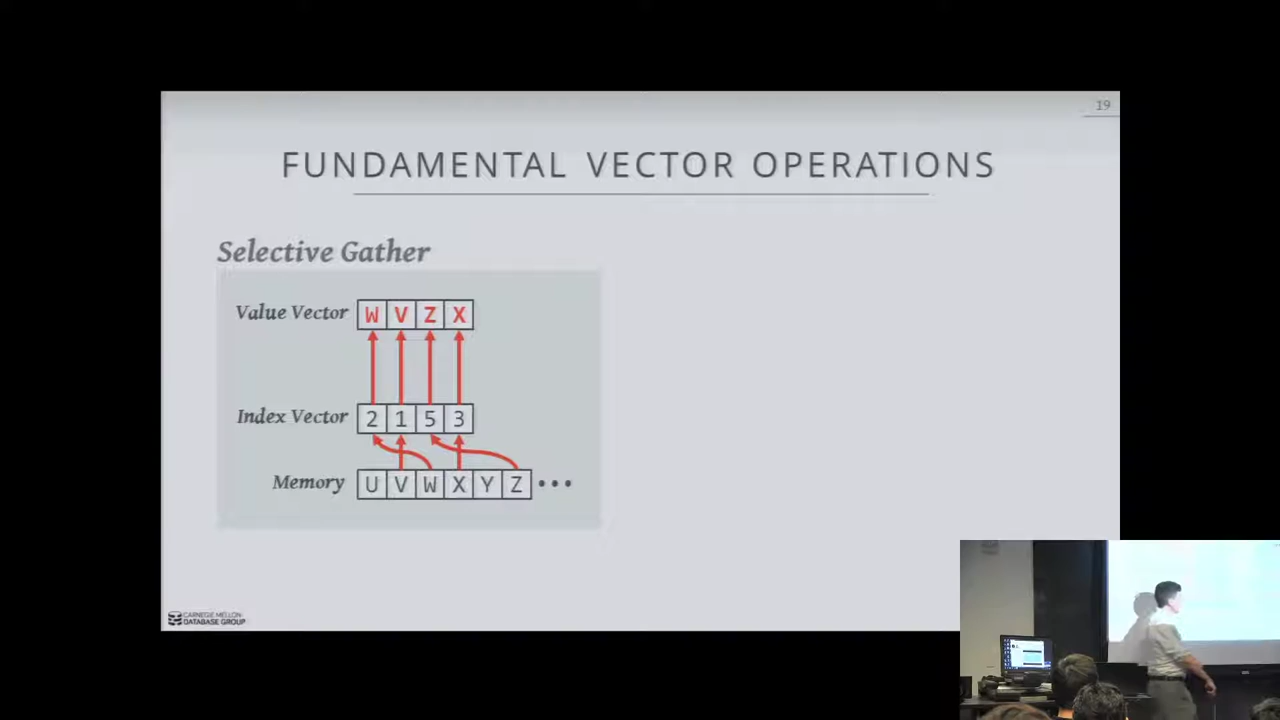 19
FUNDAMENTAL VECTOR OPERATIONS
Selective Gather
Value Vector W V Z X
Index Vector 2 1 5 3
Memory U V W X Y Z •••
CARNEGIE MELLON
DATABASE GROUP